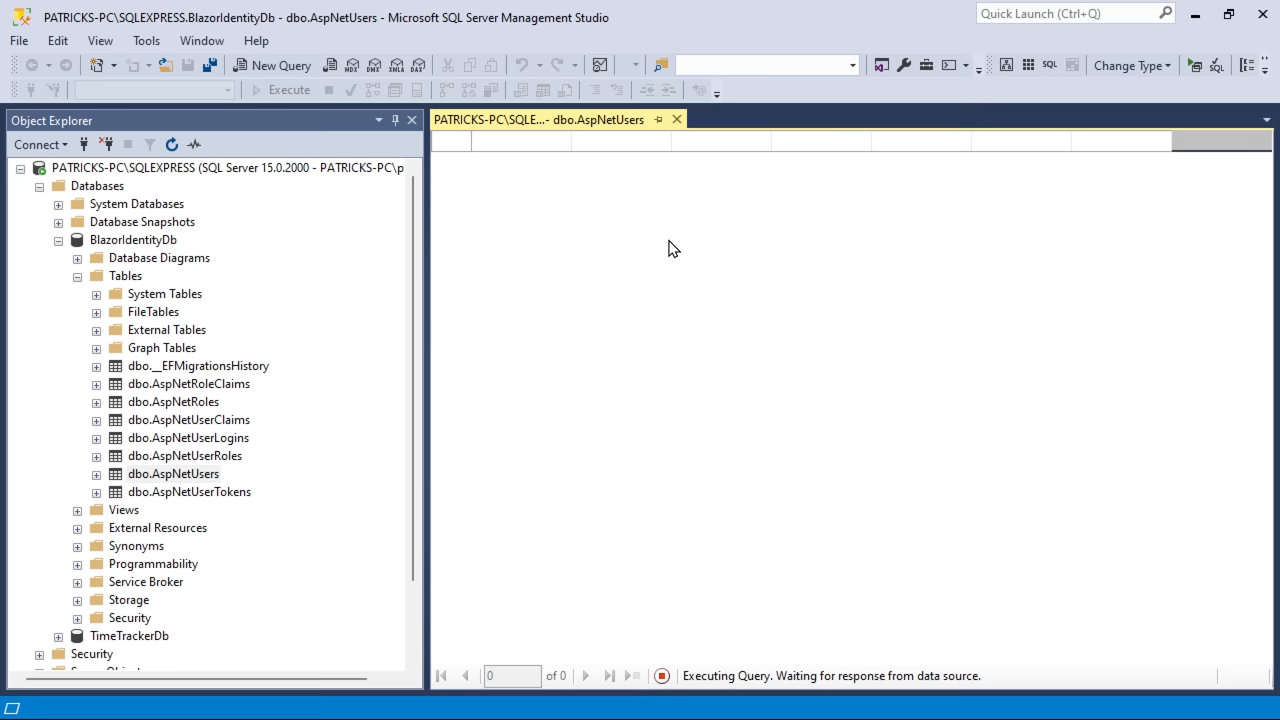 PATRICKS-PC\SQLEXPRESS.BlazorIdentityDb - dbo.AspNetUsers - Microsoft SQL Server Management Studio
Quick Launch (Ctrl+Q)
File Edit View Tools Window Help
New Query
MDX
DMX
XMLA
DAX
SQL
Change Type
Execute
Object Explorer
PATRICKS-PC\SQLE...- dbo.AspNetUsers
Connect
PATRICKS-PC\SQLEXPRESS (SQL Server 15.0.2000 - PATRICKS-PC\p
Databases
System Databases
Database Snapshots
BlazorIdentityDb
Database Diagrams
Tables
System Tables
FileTables
External Tables
Graph Tables
dbo.__EFMigrationsHistory
dbo.AspNetRoleClaims
dbo.AspNetRoles
dbo.AspNetUserClaims
dbo.AspNetUserLogins
dbo.AspNetUserRoles
dbo.AspNetUsers
dbo.AspNetUserTokens
Views
External Resources
Synonyms
Programmability
Service Broker
Storage
Security
TimeTrackerDb
Security
0 of 0 Executing Query. Waiting for response from data source.